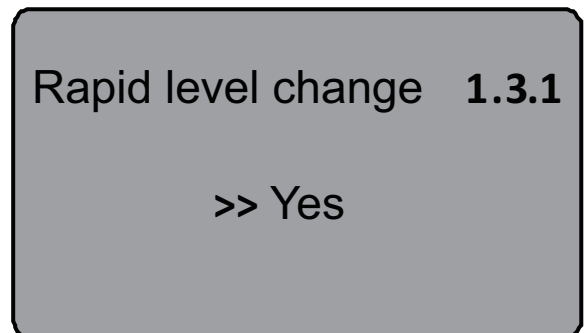 Rapid level change 1.3.1
>> Yes